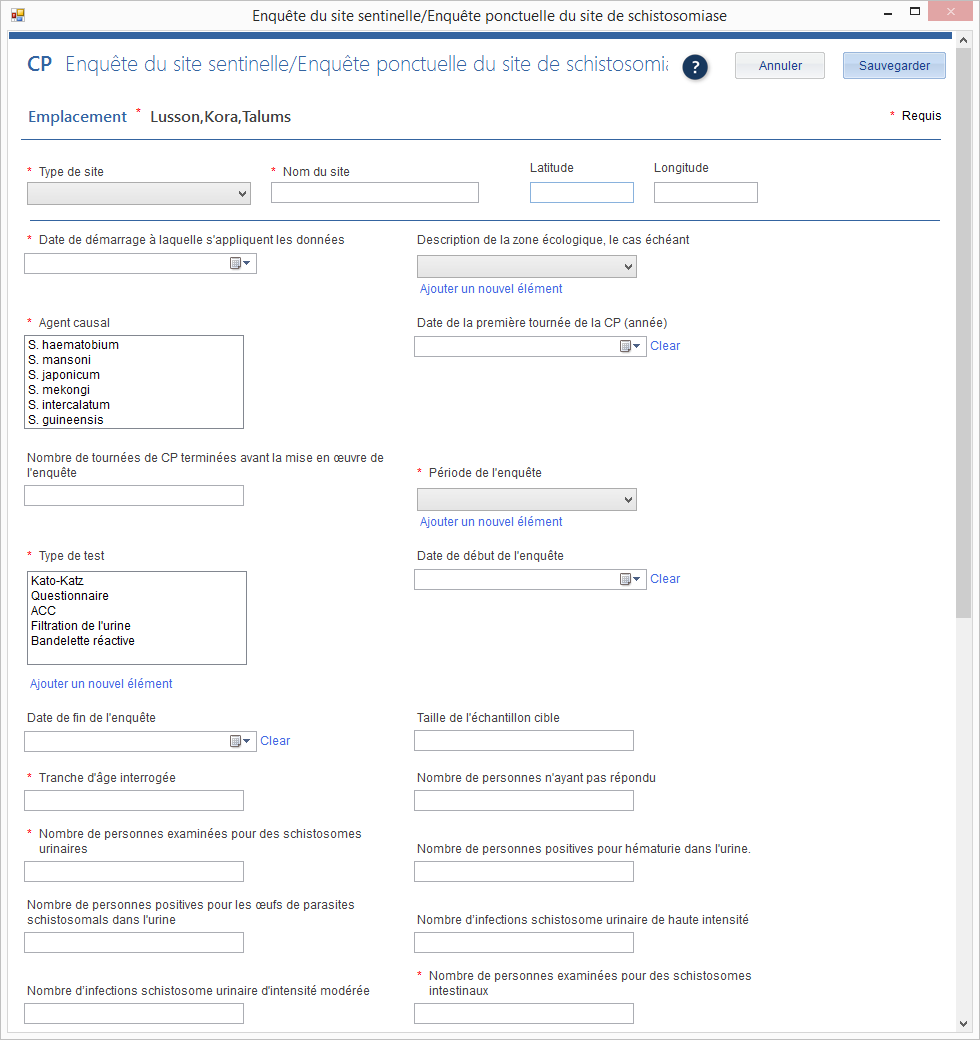 Enquête du site sentinelle/Enquête ponctuelle du site de schistosomiase
CP Enquête du site sentinelle/Enquête ponctuelle du site de schistosomia
?
Annuler
Sauvegarder
Emplacement * Lusson,Kora,Talums
* Requis
* Type de site
* Nom du site
Latitude
Longitude
* Date de démarrage à laquelle s'appliquent les données
Description de la zone écologique, le cas échéant
Ajouter un nouvel élément
* Agent causal
S. haematobium
S. mansoni
S. japonicum
S. mekongi
S. intercalatum
S. guineensis
Date de la première tournée de la CP (année)
Clear
Nombre de tournées de CP terminées avant la mise en œuvre de
l'enquête
* Période de l'enquête
Ajouter un nouvel élément
* Type de test
Kato-Katz
Questionnaire
ACC
Filtration de l'urine
Bandelette réactive
Ajouter un nouvel élément
Date de début de l'enquête
Clear
Date de fin de l'enquête
Clear
Taille de l'échantillon cible
* Tranche d'âge interrogée
Nombre de personnes n'ayant pas répondu
* Nombre de personnes examinées pour des schistosomes
urinaires
Nombre de personnes positives pour hématurie dans l'urine.
Nombre de personnes positives pour les œufs de parasites
schistosomals dans l'urine
Nombre d'infections schistosome urinaire de haute intensité
Nombre d'infections schistosome urinaire d'intensité modérée
* Nombre de personnes examinées pour des schistosomes
intestinaux